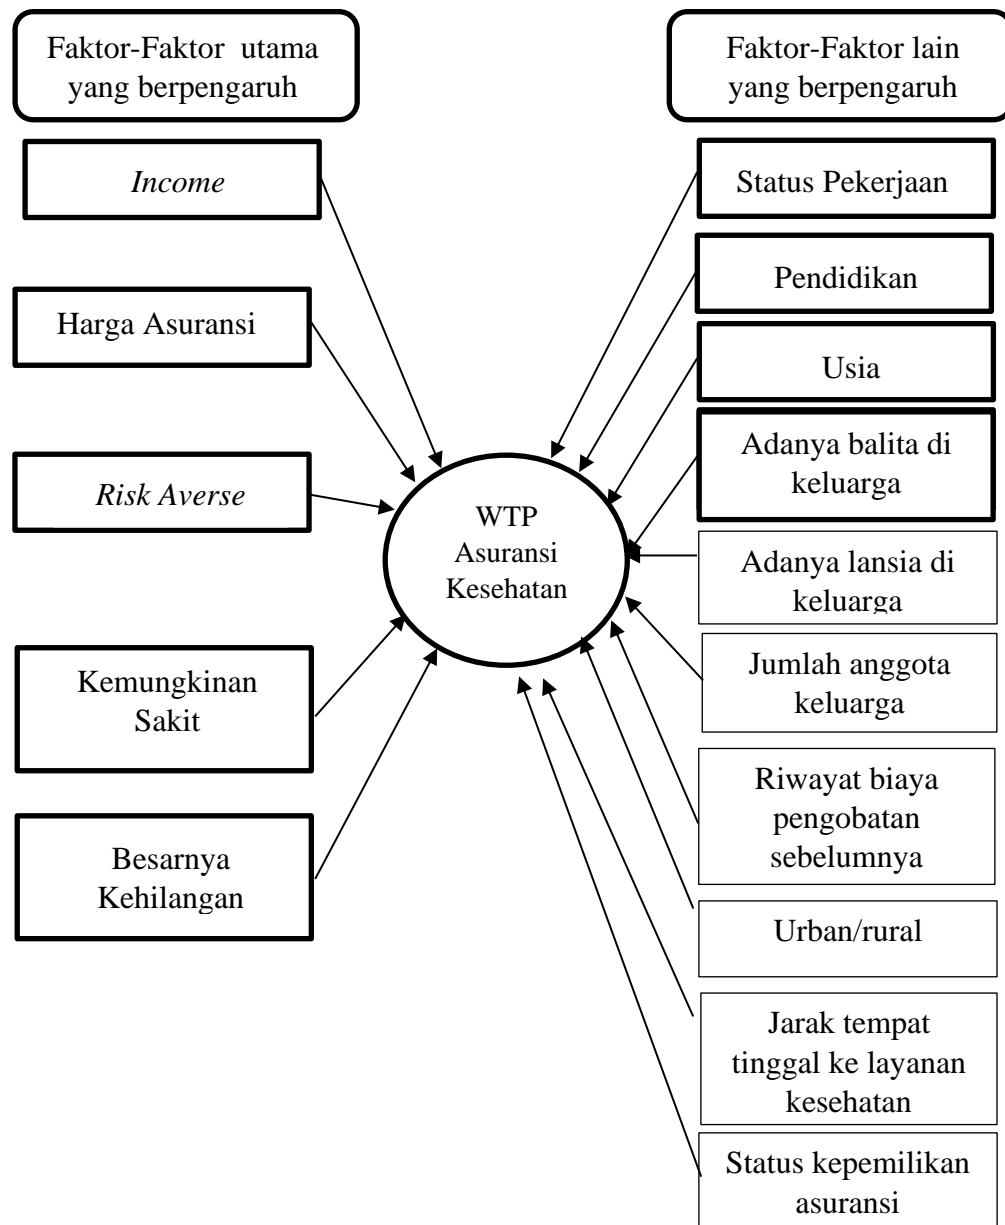 Faktor-Faktor utama
yang berpengaruh
Income
Harga Asuransi
Risk Averse
Kemungkinan
Sakit
Besarnya
Kehilangan
WTP
Asuransi
Kesehatan
Faktor-Faktor lain
yang berpengaruh
Status Pekerjaan
Pendidikan
Usia
Adanya balita di
keluarga
Adanya lansia di
keluarga
Jumlah anggota
keluarga
Riwayat biaya
pengobatan
sebelumnya
Urban/rural
Jarak tempat
tinggal ke layanan
kesehatan
Status kepemilikan
asuransi